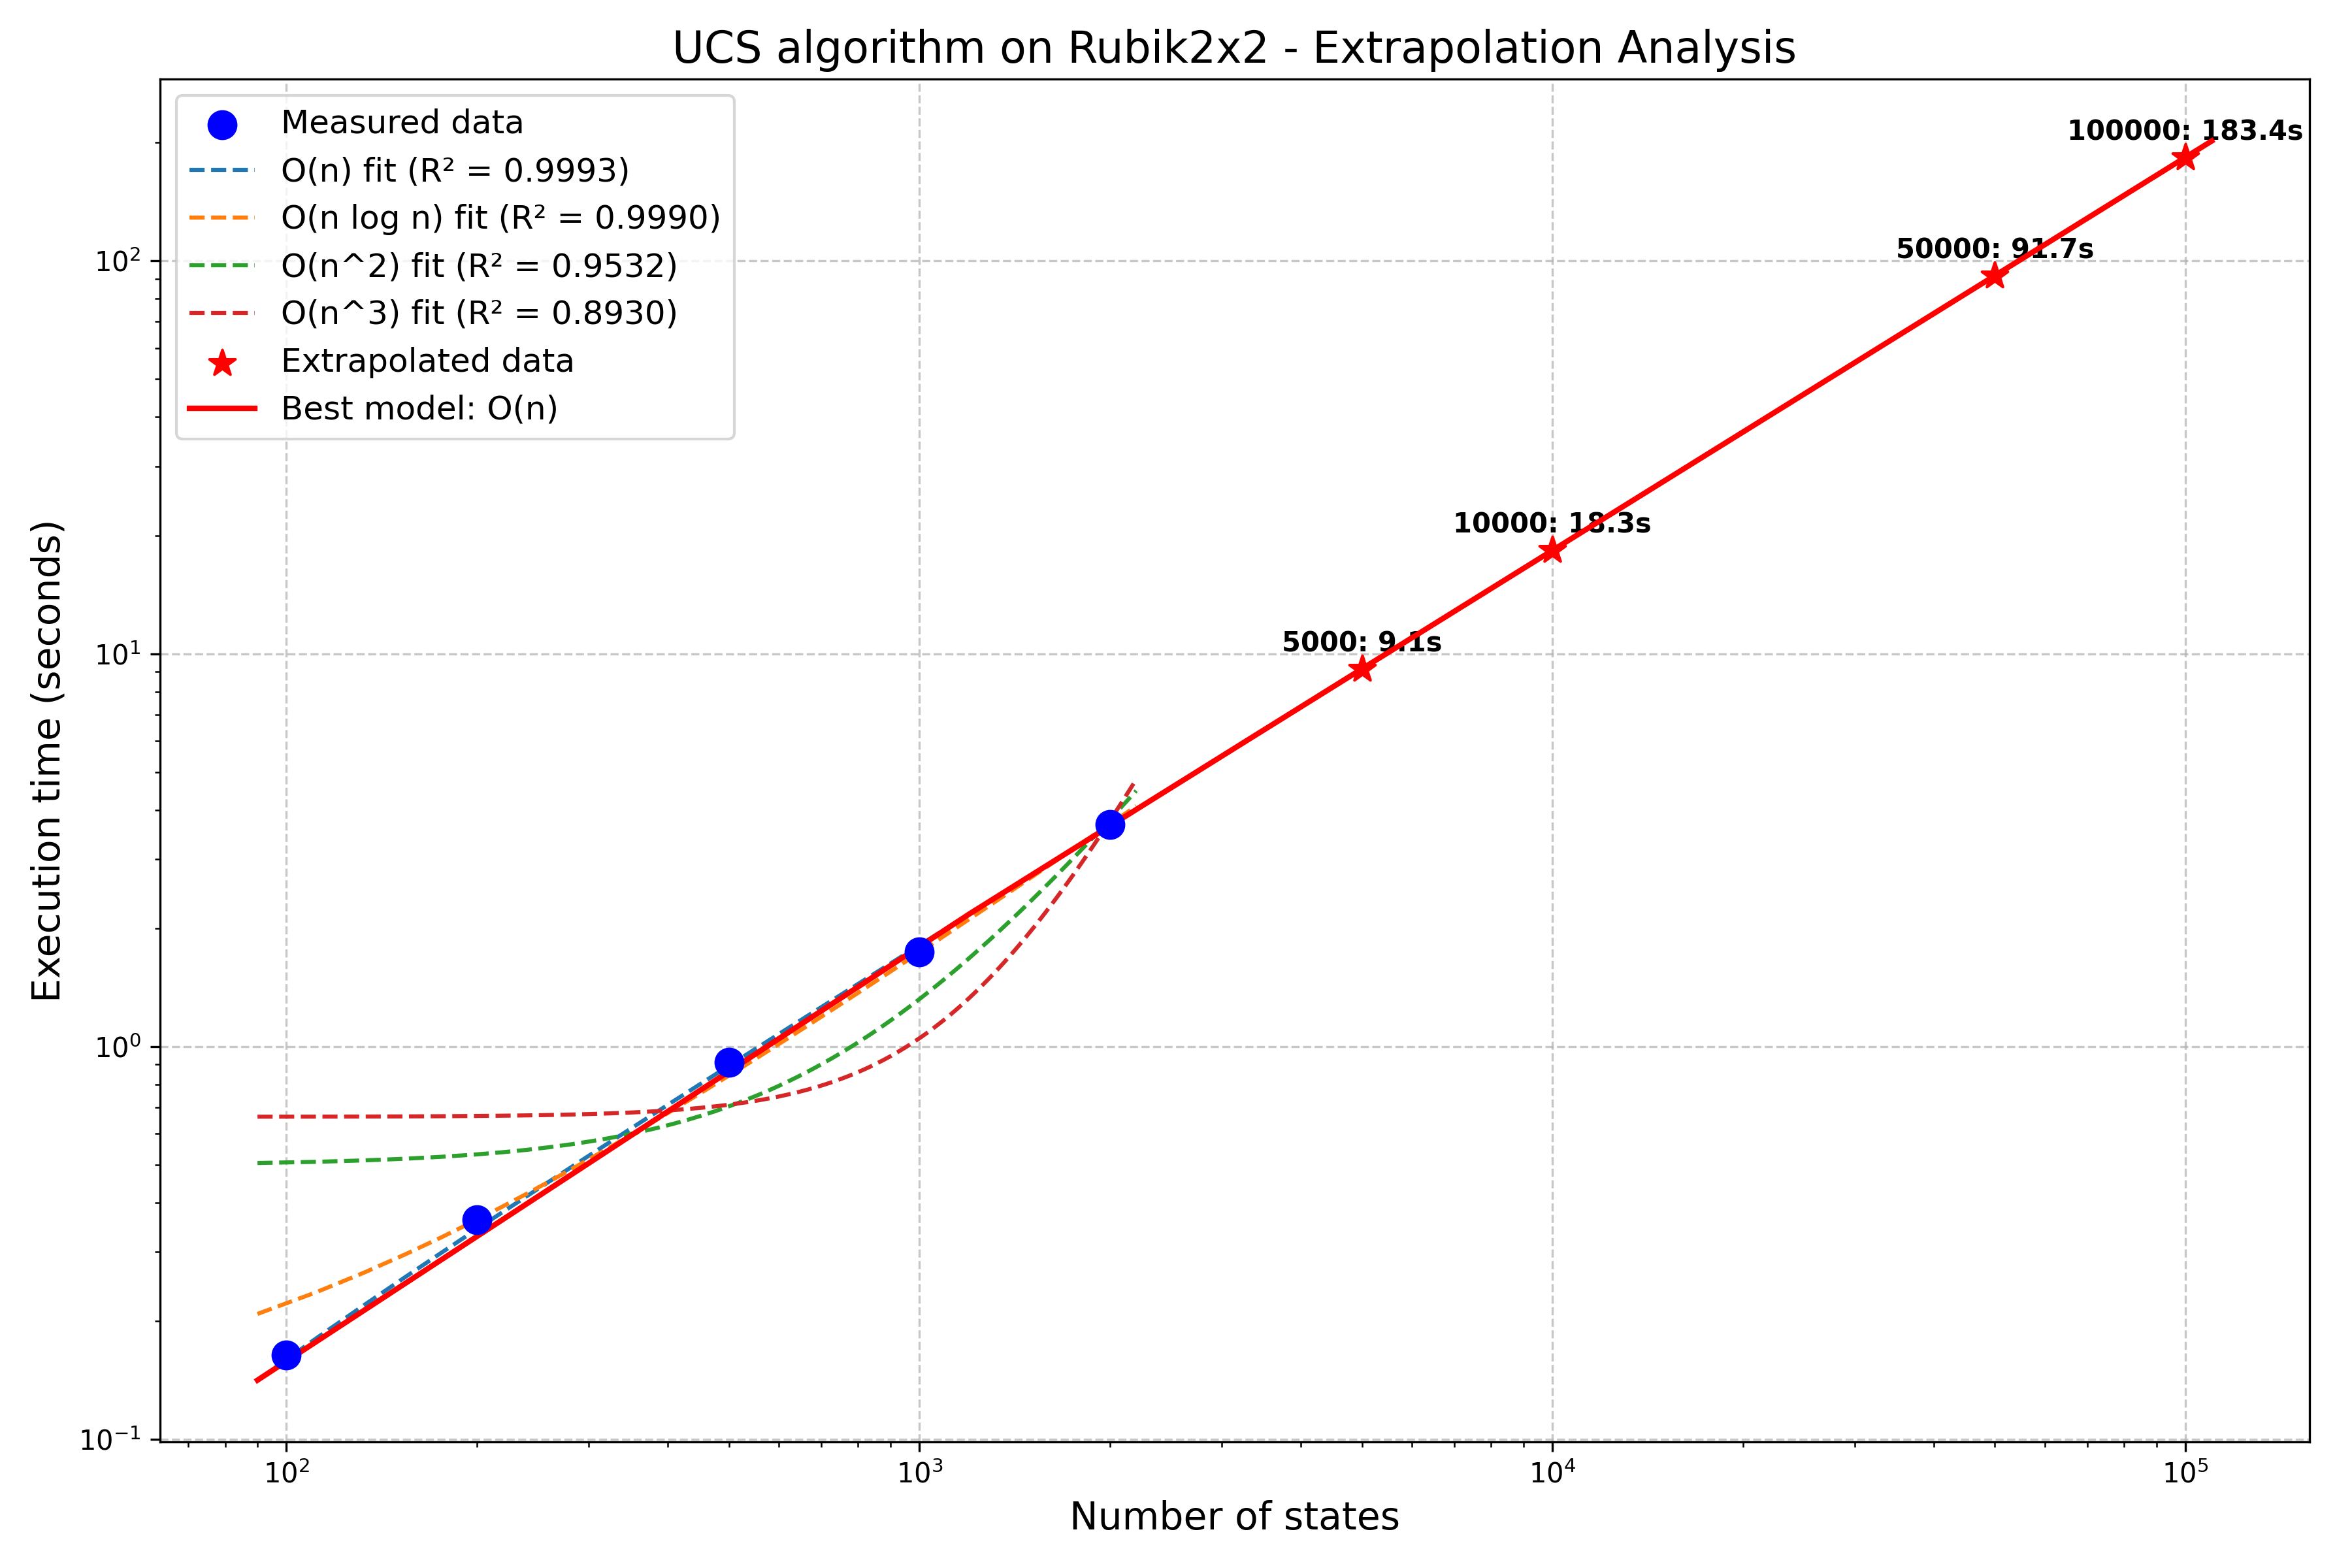 UCS algorithm on Rubik2x2 - Extrapolation Analysis
Measured data
O(n) fit (R² = 0.9993)
O(n log n) fit (R² = 0.9990)
O(n^2) fit (R² = 0.9532)
O(n^3) fit (R² = 0.8930)
Extrapolated data
Best model: O(n)
100000: 183.4s
50000: 91.7s
10000: 18.3s
5000: 9.1s
Execution time (seconds)
10²
10¹
10⁰
10⁻¹
10² 10³ 10⁴ 10⁵
Number of states